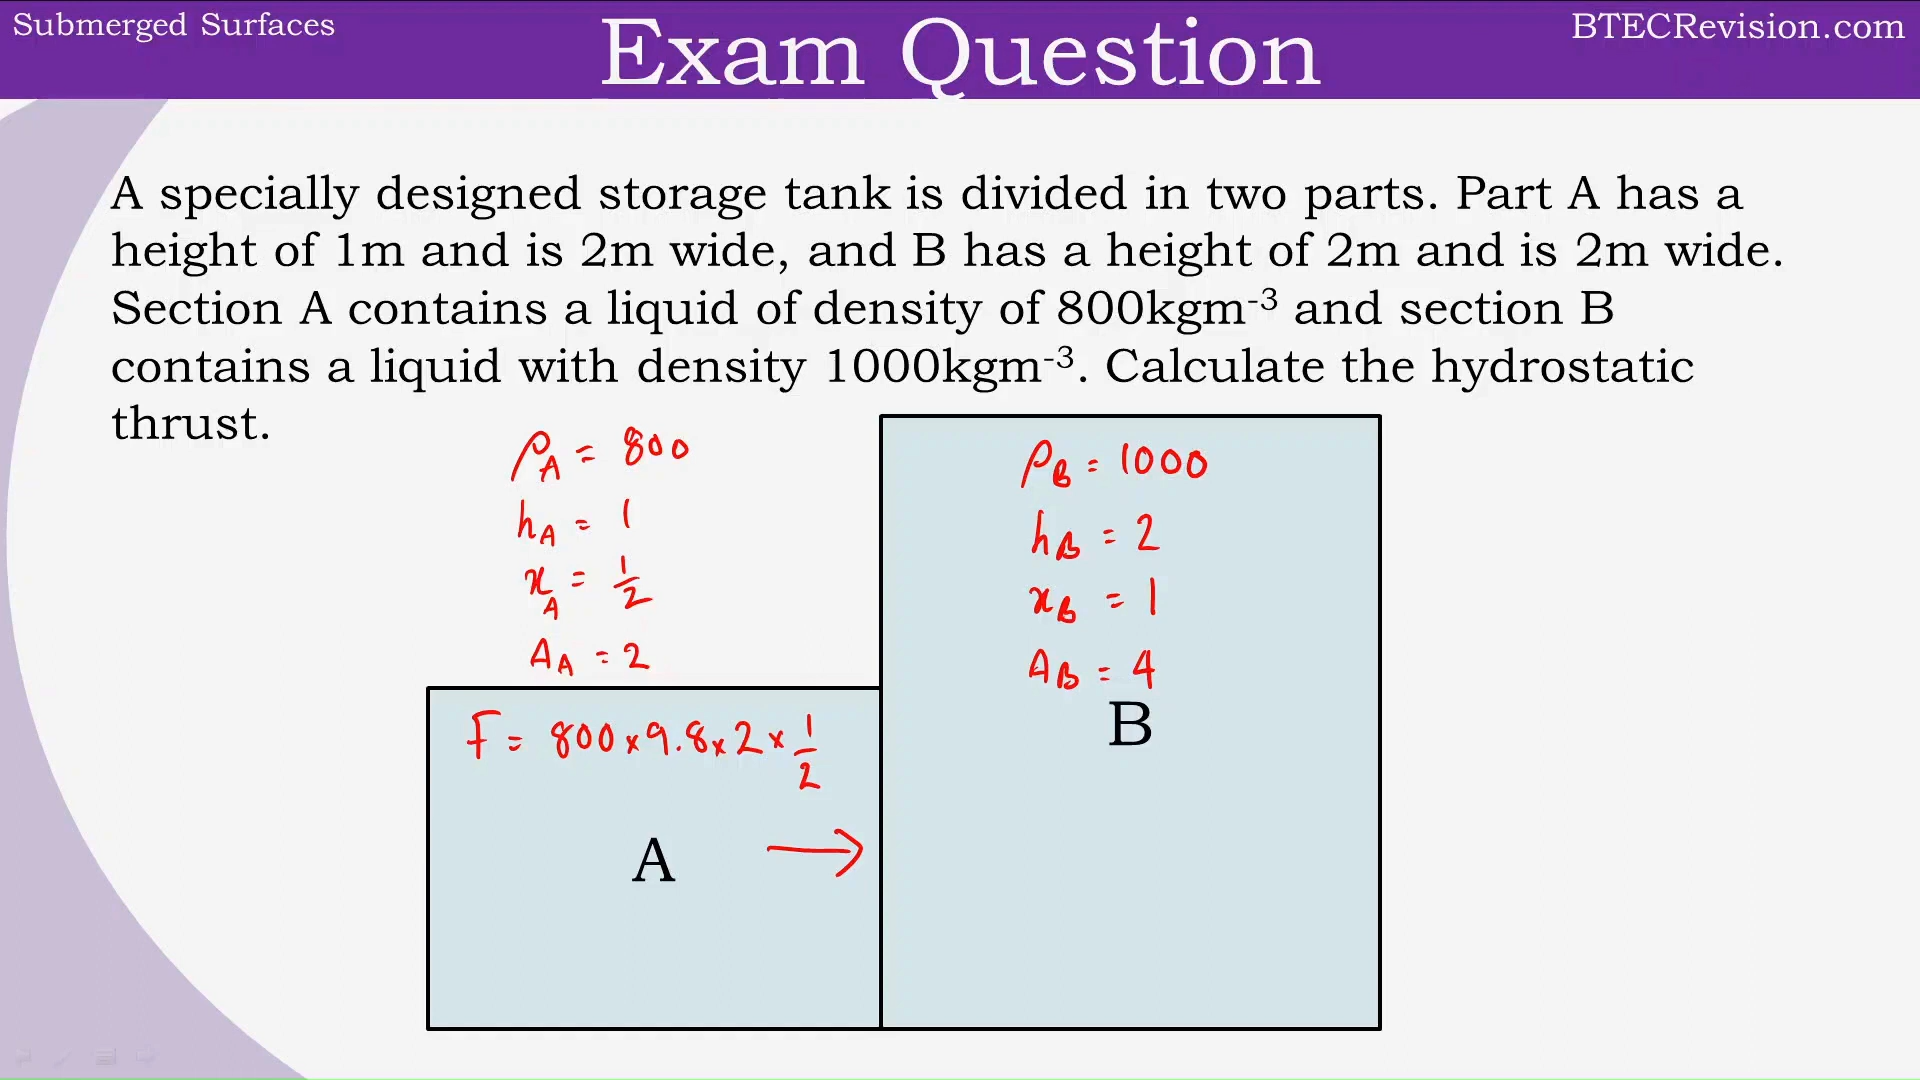 Submerged Surfaces
Exam Question
BTECRevision.com
A specially designed storage tank is divided in two parts. Part A has a
height of 1m and is 2m wide, and B has a height of 2m and is 2m wide.
Section A contains a liquid of density of 800kgm⁻³ and section B
contains a liquid with density 1000kgm⁻³. Calculate the hydrostatic
thrust.
ρA = 800
hA = 1
xA = 1/2
AA = 2
F = 800 × 9.8 × 2 × 1/2
A
ρB = 1000
hB = 2
xB = 1
AB = 4
B